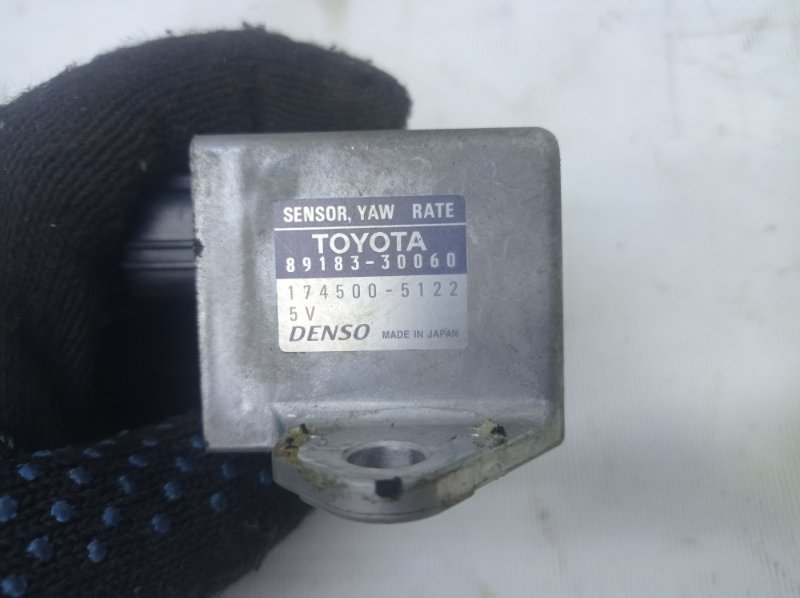 SENSOR, YAW RATE
TOYOTA
89183-30060
174500-5122
5V
DENSO MADE IN JAPAN